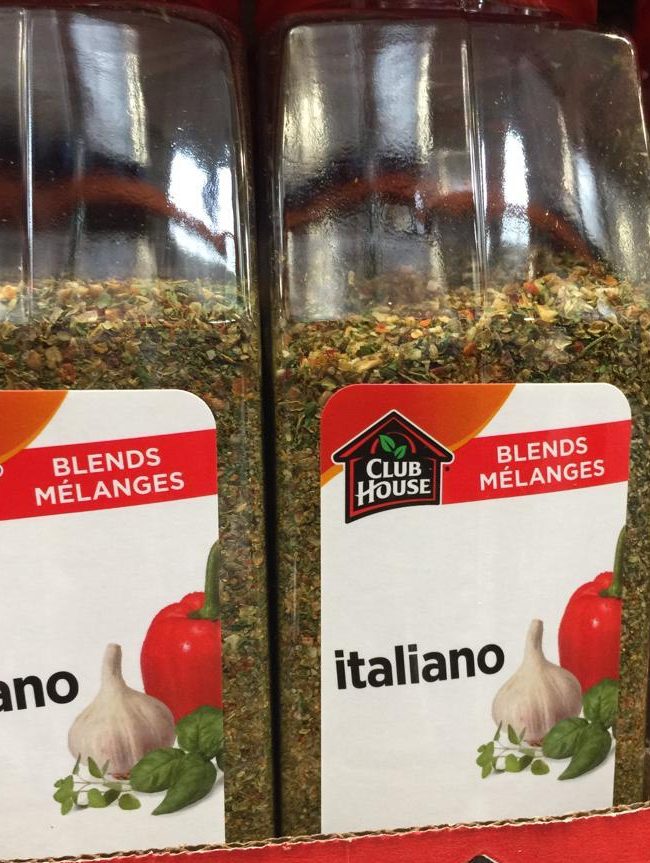 BLENDS
MÉLANGES
ano
CLUB
HOUSE
BLENDS
MÉLANGES
italiano